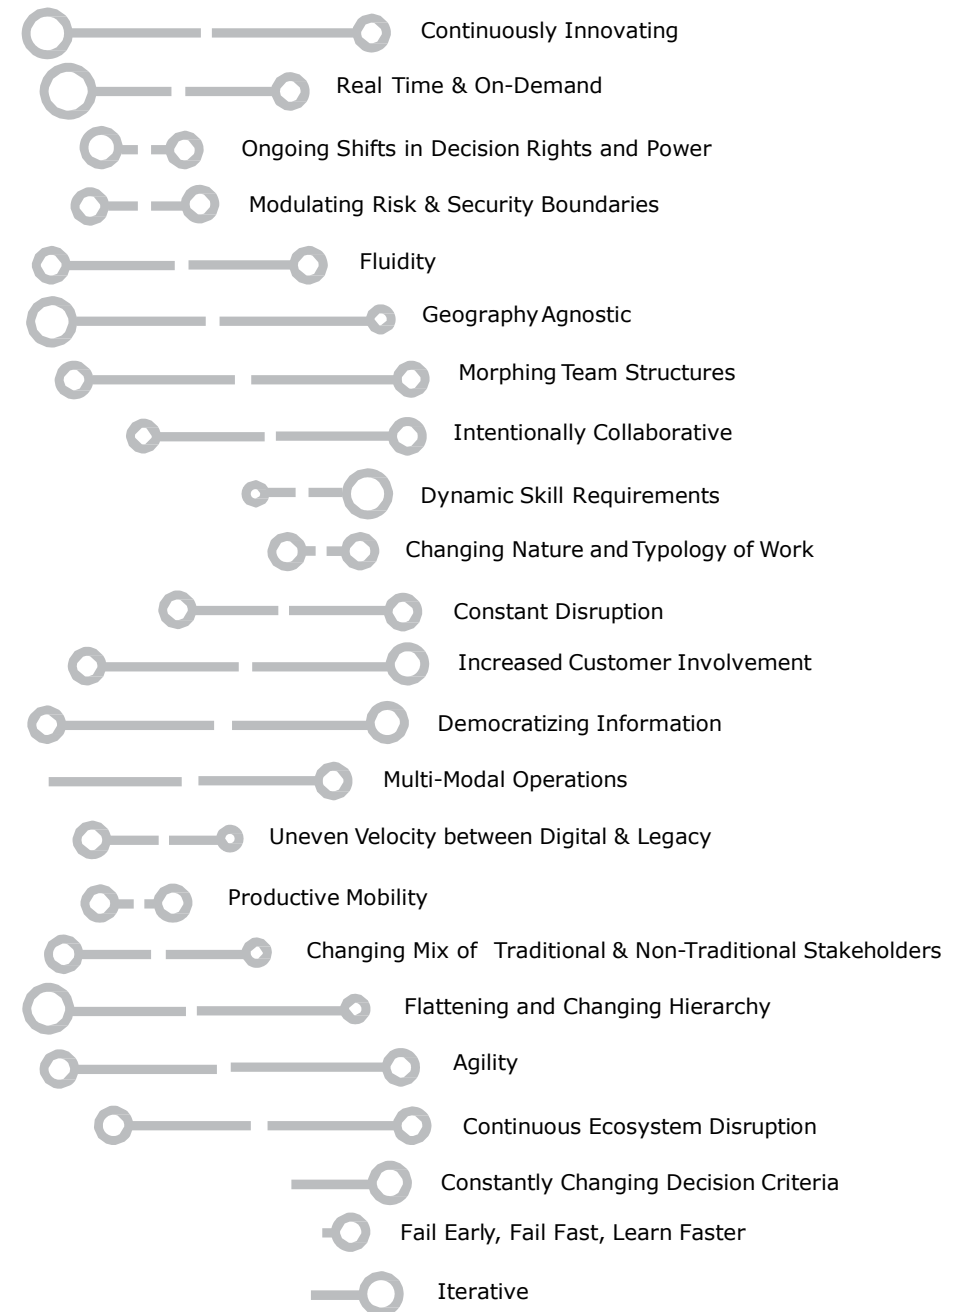 Continuously Innovating
Real Time & On-Demand
Ongoing Shifts in Decision Rights and Power
Modulating Risk & Security Boundaries
Fluidity
Geography Agnostic
Morphing Team Structures
Intentionally Collaborative
Dynamic Skill Requirements
Changing Nature and Typology of Work
Constant Disruption
Increased Customer Involvement
Democratizing Information
Multi-Modal Operations
Uneven Velocity between Digital & Legacy
Productive Mobility
Changing Mix of Traditional & Non-Traditional Stakeholders
Flattening and Changing Hierarchy
Agility
Continuous Ecosystem Disruption
Constantly Changing Decision Criteria
Fail Early, Fail Fast, Learn Faster
Iterative